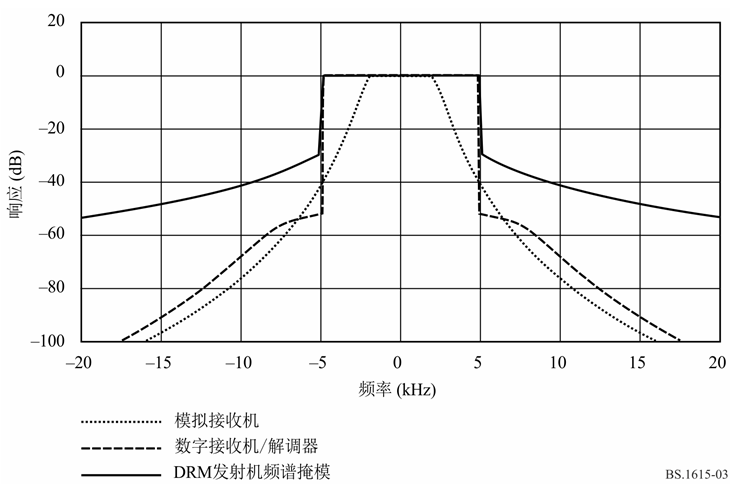 响应 (dB)
20
0
–20
–40
–60
–80
–100
–20
–15
–10
–5
0
5
10
15
20
频率 (kHz)
模拟接收机
数字接收机/解调器
DRM发射机频谱掩模
BS.1615-03